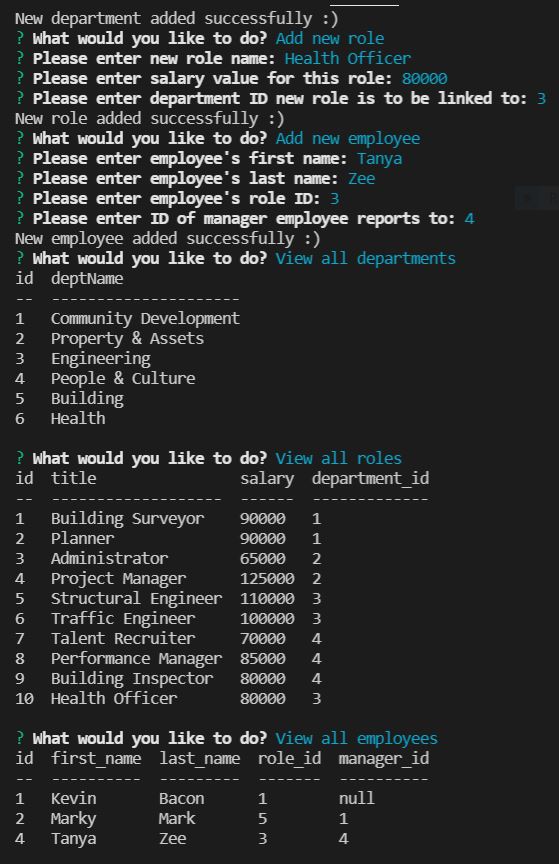 New department added successfully :)
? What would you like to do? Add new role
? Please enter new role name: Health Officer
? Please enter salary value for this role: 80000
? Please enter department ID new role is to be linked to: 3
New role added successfully :)
? What would you like to do? Add new employee
? Please enter employee's first name: Tanya
? Please enter employee's last name: Zee
? Please enter employee's role ID: 3
? Please enter ID of manager employee reports to: 4
New employee added successfully :)
? What would you like to do? View all departments
id  deptName
--  ---------------------
1   Community Development
2   Property & Assets
3   Engineering
4   People & Culture
5   Building
6   Health
? What would you like to do? View all roles
id  title                salary  department_id
--  -------------------  ------  -------------
1   Building Surveyor    90000   1
2   Planner              90000   1
3   Administrator        65000   2
4   Project Manager      125000  2
5   Structural Engineer  110000  3
6   Traffic Engineer     100000  3
7   Talent Recruiter     70000   4
8   Performance Manager  85000   4
9   Building Inspector   80000   4
10  Health Officer       80000   3
? What would you like to do? View all employees
id  first_name  last_name  role_id  manager_id
--  ----------  ---------  -------  ----------
1   Kevin       Bacon      1        null
2   Marky       Mark       5        1
4   Tanya       Zee        3        4